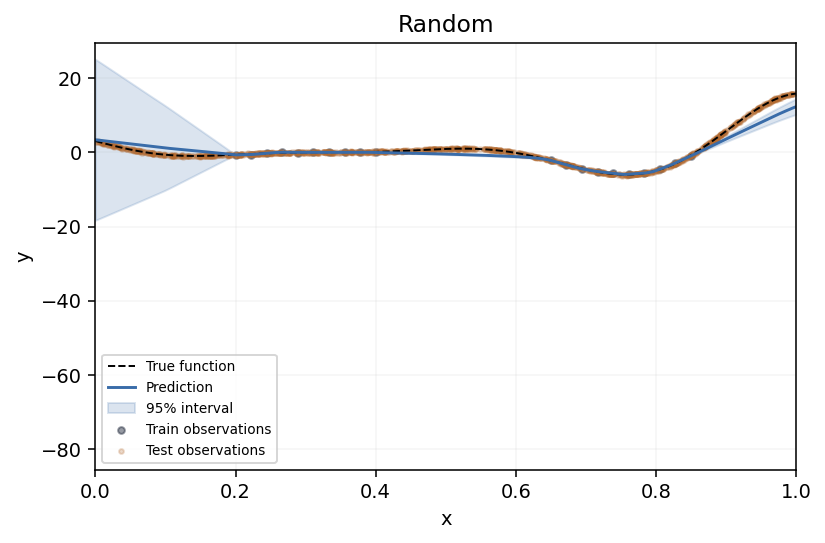 Random
20
0
−20
−40
−60
−80
y
True function
Prediction
95% interval
Train observations
Test observations
0.0 0.2 0.4 0.6 0.8 1.0
x